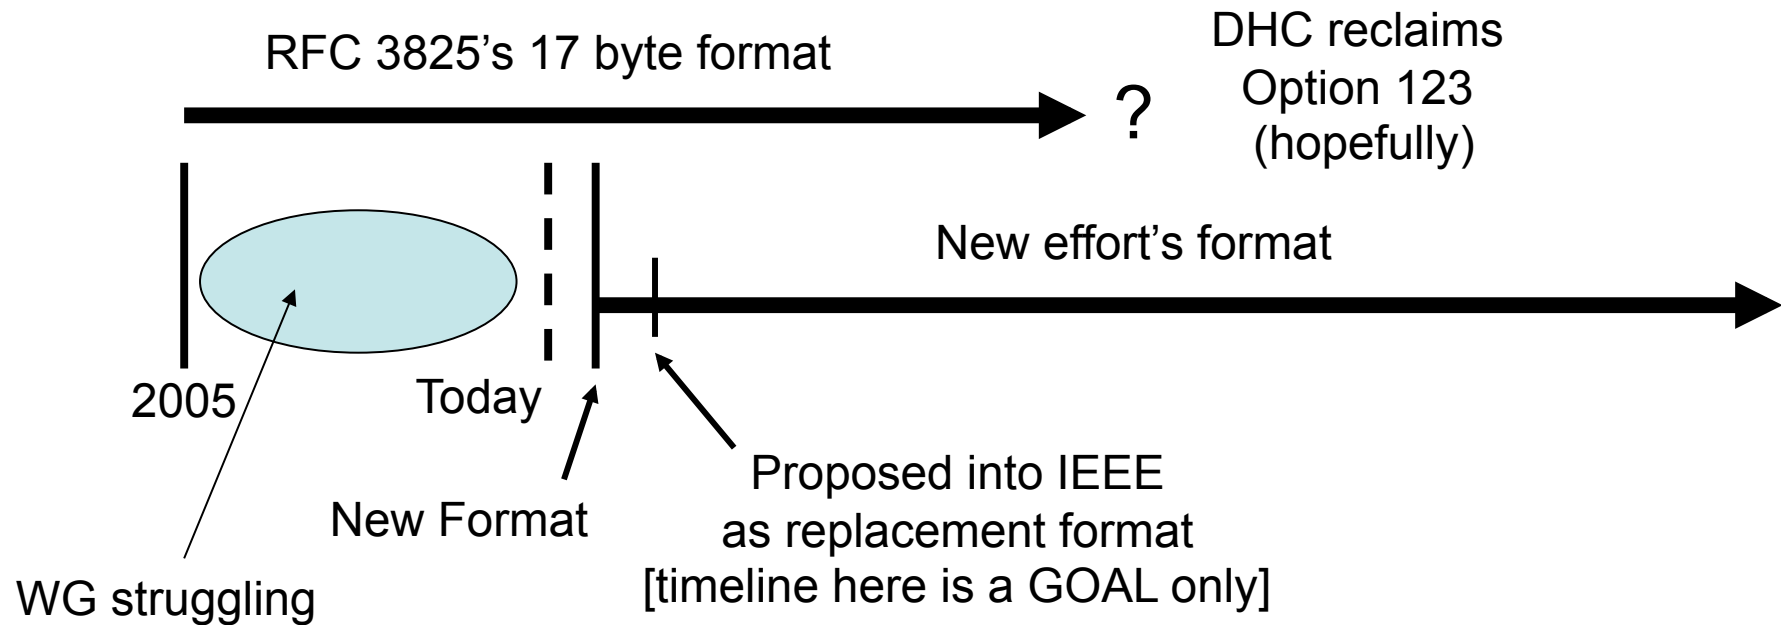 RFC 3825’s 17 byte format
?
DHC reclaims
Option 123
(hopefully)
New effort’s format
2005
Today
New Format
Proposed into IEEE
as replacement format
[timeline here is a GOAL only]
WG struggling